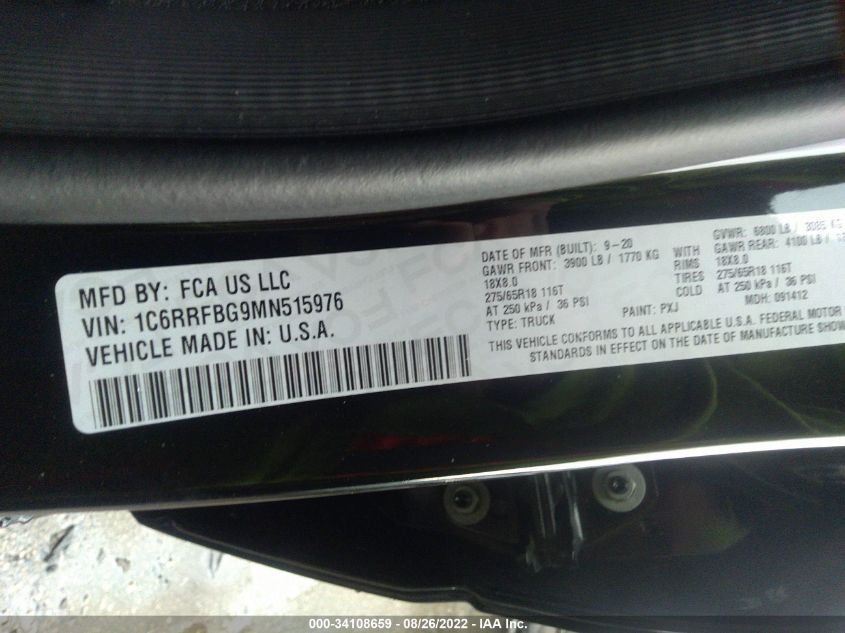 MFD BY: FCA US LLC
VIN: 1C6RRFBG9MN515976
VEHICLE MADE IN: U.S.A.
DATE OF MFR (BUILT): 9-20
GAWR FRONT: 3900 LB / 1770 KG WITH
18X8.0 RIMS
275/65R18 116T TIRES
AT 250 kPa / 36 PSI
TYPE: TRUCK PAINT: PXJ
GVWR: 6800 LB / 3085 KG
GAWR REAR: 4100 LB /
18X8.0
275/65R18 116T
AT 250 kPa / 36 PSI
MDH: 091412
THIS VEHICLE CONFORMS TO ALL APPLICABLE U.S.A. FEDERAL MOTOR
STANDARDS IN EFFECT ON THE DATE OF MANUFACTURE
000-34108659 - 08/26/2022 - IAA Inc.